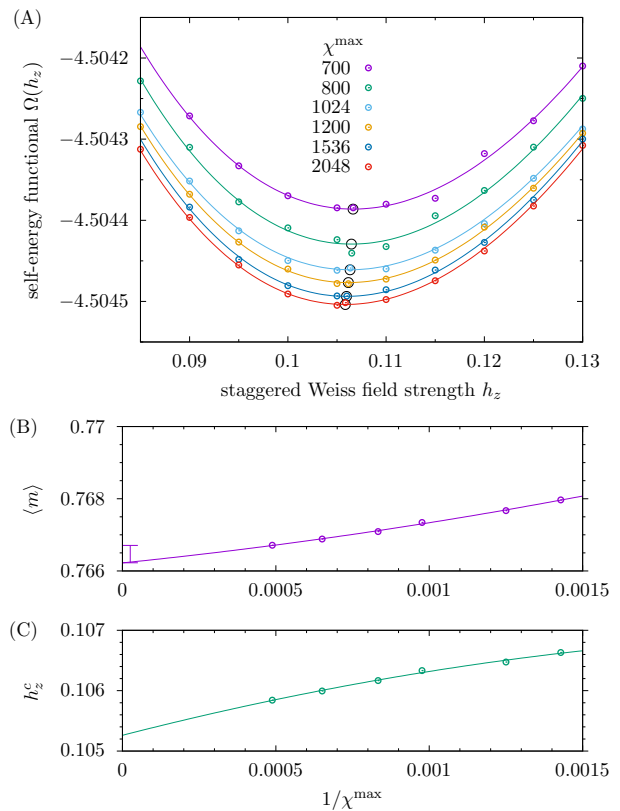 (A)
self-energy functional Ω(h_z)
−4.5042
−4.5043
−4.5044
−4.5045
χ^max
700
800
1024
1200
1536
2048
0.09 0.1 0.11 0.12 0.13
staggered Weiss field strength h_z
(B)
⟨m⟩
0.77
0.768
0.766
0 0.0005 0.001 0.0015
(C)
h_z^c
0.107
0.106
0.105
0 0.0005 0.001 0.0015
1/χ^max